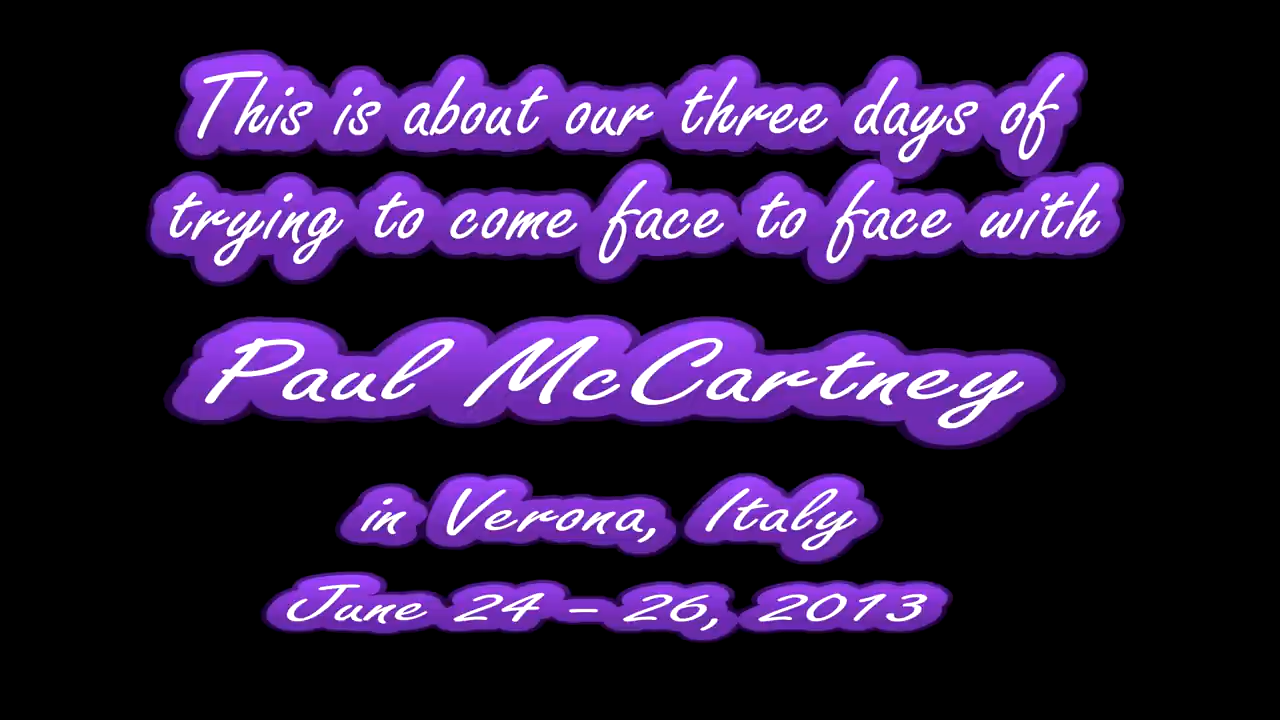 This is about our three days of
trying to come face to face with
Paul McCartney
in Verona, Italy
June 24 – 26, 2013